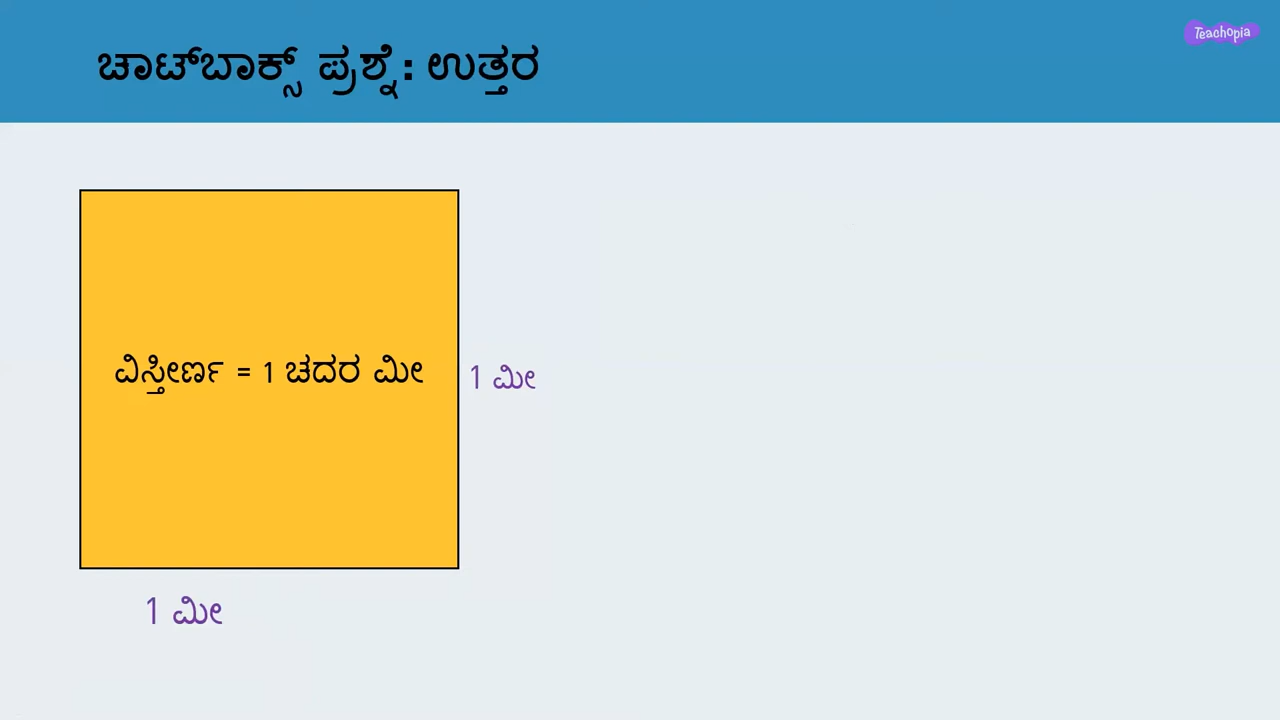 Teachopia
ಚಾಟ್‌ಬಾಕ್ಸ್ ಪ್ರಶ್ನೆ: ಉತ್ತರ
ವಿಸ್ತೀರ್ಣ = 1 ಚದರ ಮೀ
1 ಮೀ
1 ಮೀ